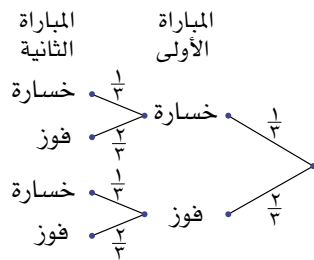 المباراة الأولى
المباراة الثانية
١/٣ خسارة ١/٣ خسارة
٢/٣ فوز
٢/٣ فوز ١/٣ خسارة
٢/٣ فوز